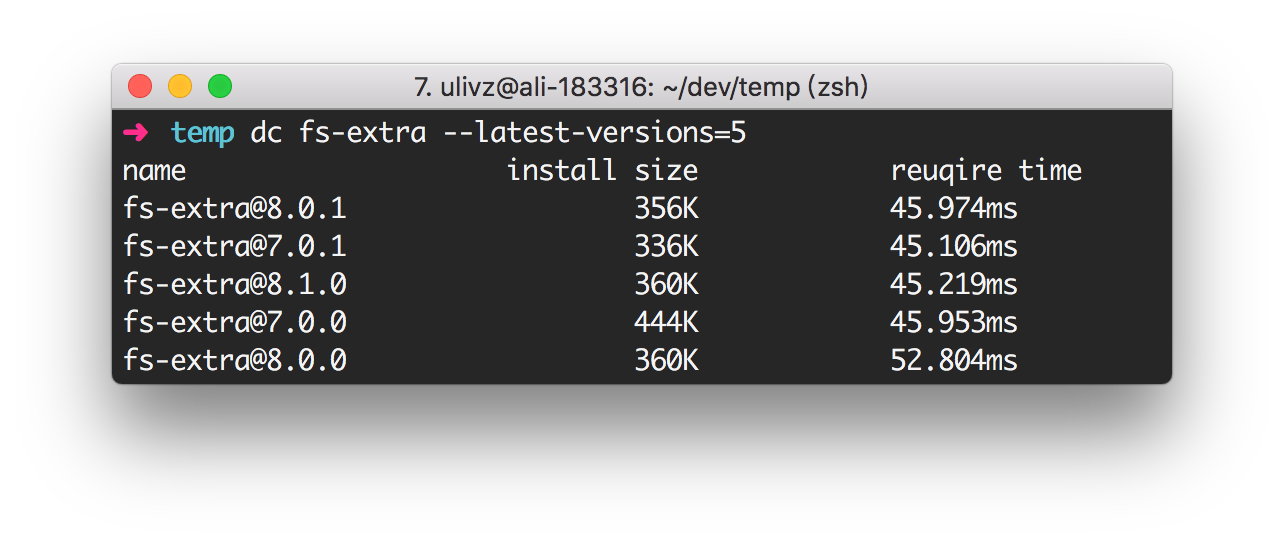 7. ulivz@ali-183316: ~/dev/temp (zsh)
➜ temp dc fs-extra --latest-versions=5
name install size reuqire time
fs-extra@8.0.1 356K 45.974ms
fs-extra@7.0.1 336K 45.106ms
fs-extra@8.1.0 360K 45.219ms
fs-extra@7.0.0 444K 45.953ms
fs-extra@8.0.0 360K 52.804ms